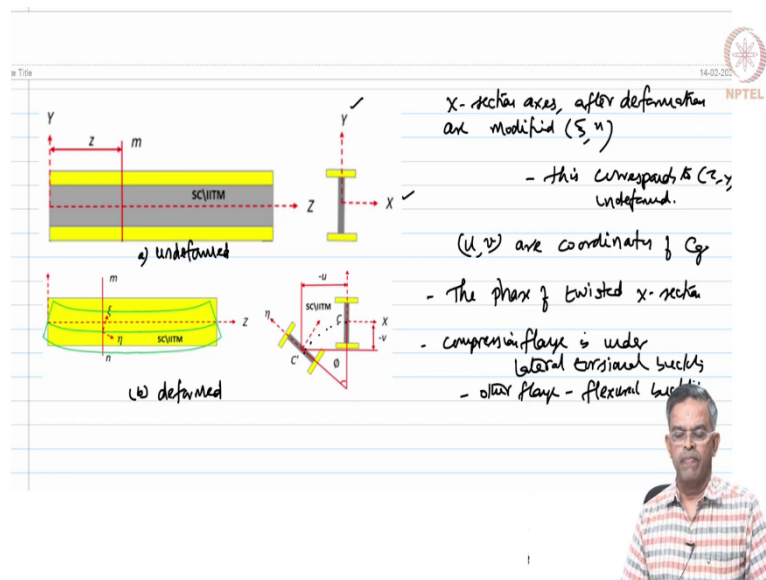 e Title
14-02-202
NPTEL
Y
z
m
SC\IITM
Z
a) undeformed
Y
X
m
ξ
η
n
SC\IITM
Z
(b) deformed
-u
SC\IITM
η
C
X
-v
C'
Ø
X-section axes, after deformation
are modified (ξ, η)
- this corresponds to (x, y
undeformed.
(u, v) are coordinates of Cg
- The phase of twisted X-section
- compression flange is under
lateral torsional buckling
- other flange - flexural